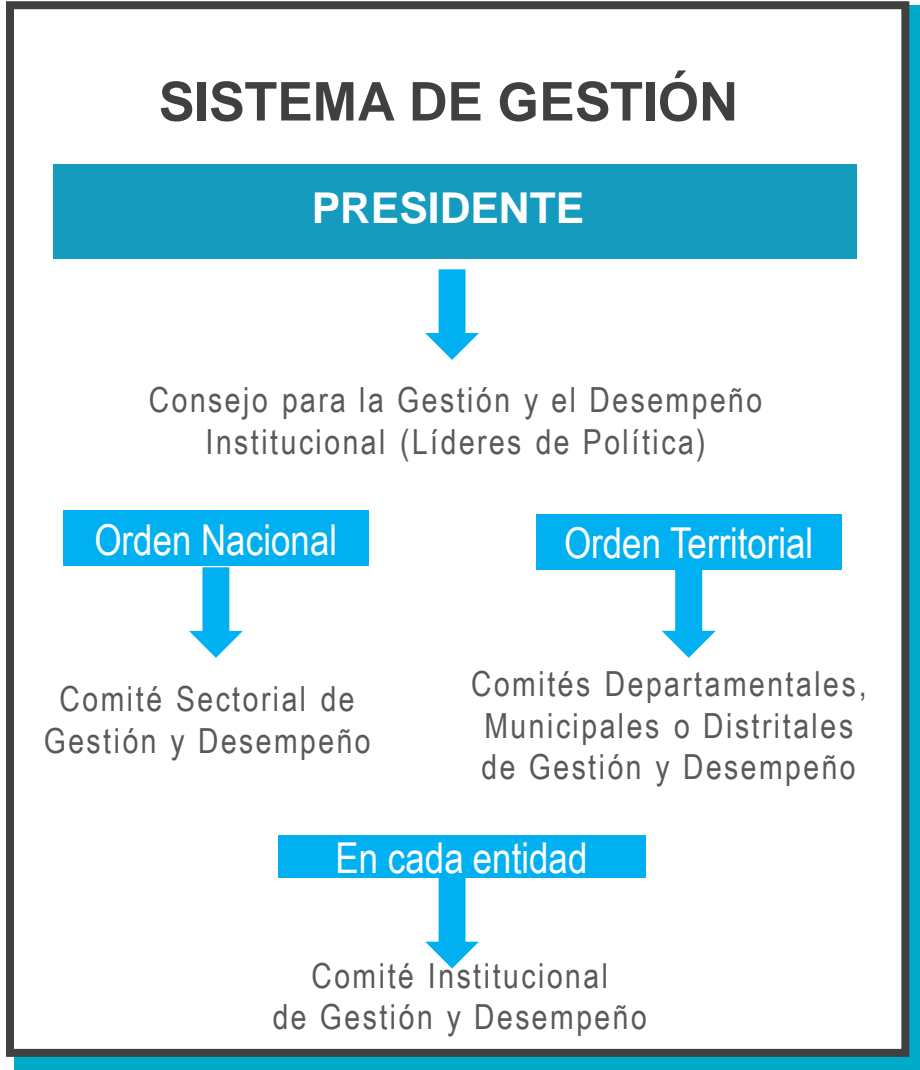 SISTEMA DE GESTIÓN
PRESIDENTE
Consejo para la Gestión y el Desempeño
Institucional (Líderes de Política)
Orden Nacional
Comité Sectorial de
Gestión y Desempeño
Orden Territorial
Comités Departamentales,
Municipales o Distritales
de Gestión y Desempeño
En cada entidad
Comité Institucional
de Gestión y Desempeño